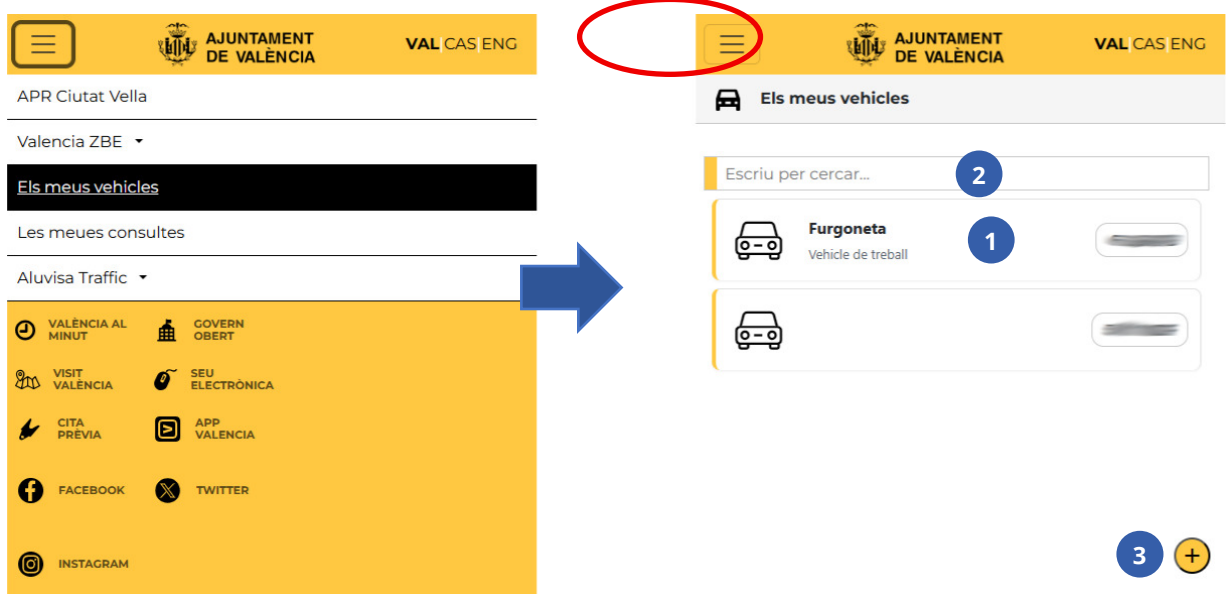 AJUNTAMENT
DE VALÈNCIA
VAL|CAS|ENG
APR Ciutat Vella
Valencia ZBE
Els meus vehicles
Les meues consultes
Aluvisa Traffic
VALÈNCIA AL
MINUT
GOVERN
OBERT
VISIT
VALÈNCIA
SEU
ELECTRÒNICA
CITA
PRÈVIA
APP
VALENCIA
FACEBOOK
TWITTER
INSTAGRAM
AJUNTAMENT
DE VALÈNCIA
VAL|CAS|ENG
Els meus vehicles
Escriu per cercar...
2
Furgoneta
Vehicle de treball
1
3
+